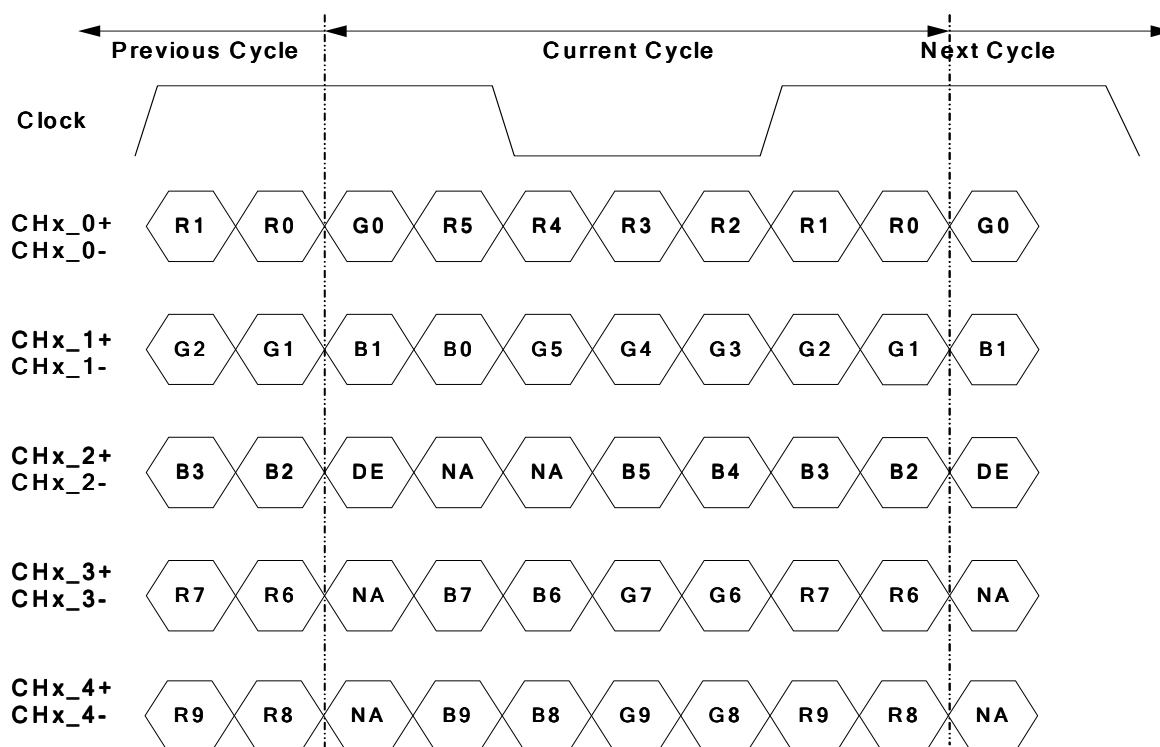 Previous Cycle Current Cycle Next Cycle
Clock
CHx_0+
CHx_0-
R1 R0 G0 R5 R4 R3 R2 R1 R0 G0
CHx_1+
CHx_1-
G2 G1 B1 B0 G5 G4 G3 G2 G1 B1
CHx_2+
CHx_2-
B3 B2 DE NA NA B5 B4 B3 B2 DE
CHx_3+
CHx_3-
R7 R6 NA B7 B6 G7 G6 R7 R6 NA
CHx_4+
CHx_4-
R9 R8 NA B9 B8 G9 G8 R9 R8 NA